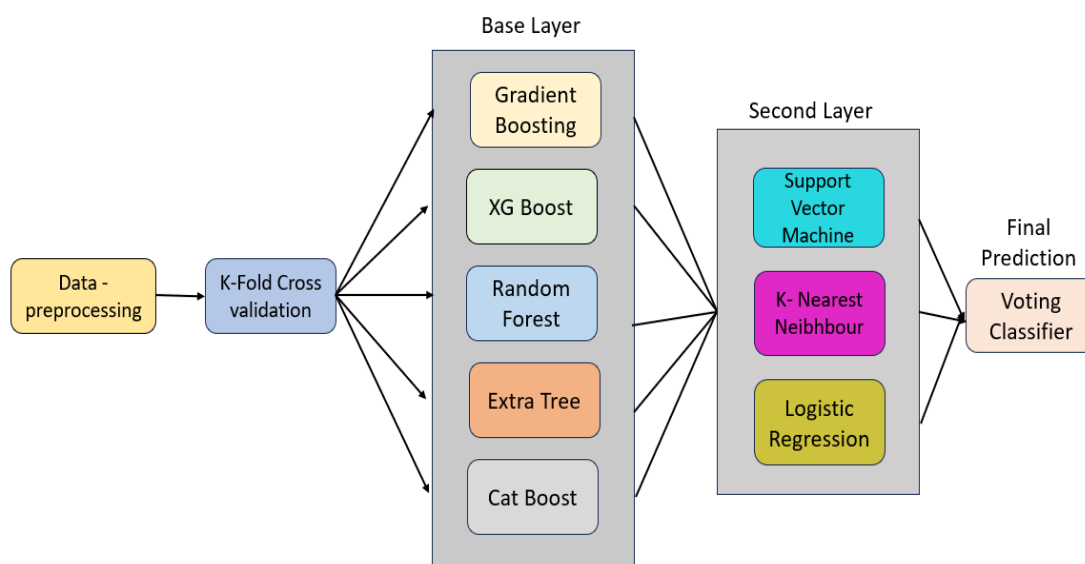 Data -
preprocessing
K-Fold Cross
validation
Base Layer
Gradient
Boosting
XG Boost
Random
Forest
Extra Tree
Cat Boost
Second Layer
Support
Vector
Machine
K- Nearest
Neibhbour
Logistic
Regression
Final
Prediction
Voting
Classifier